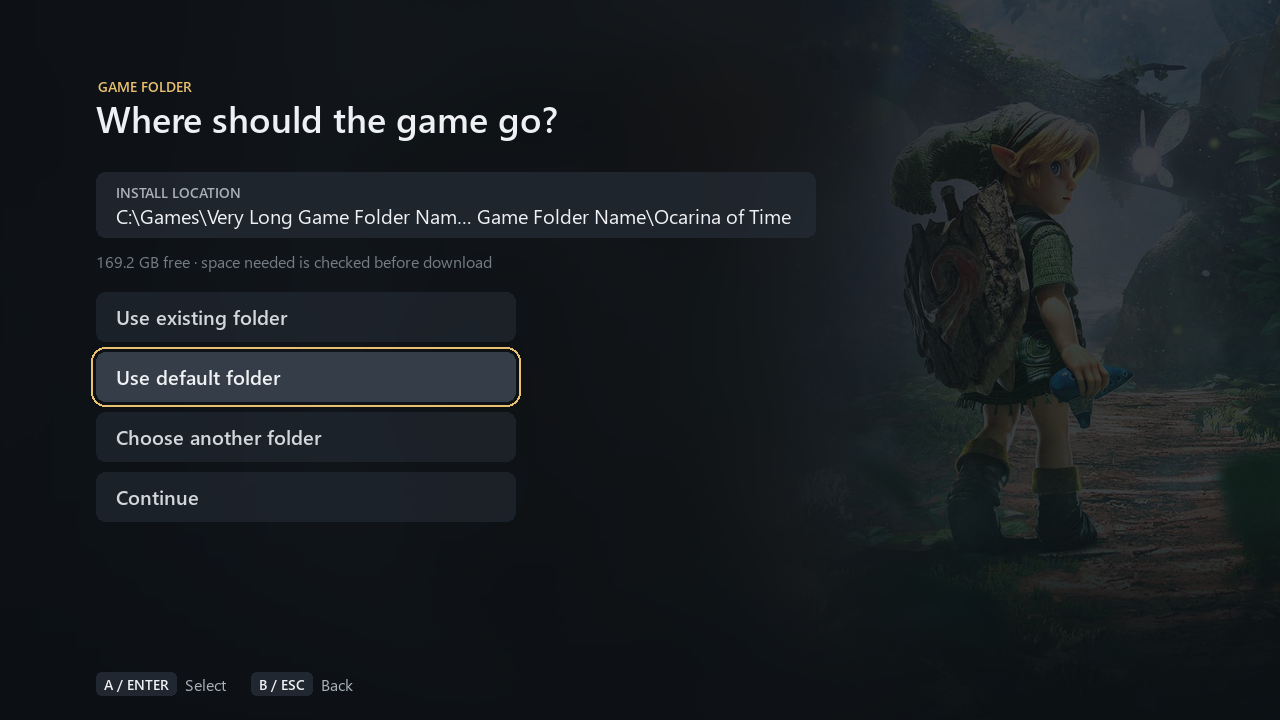 GAME FOLDER
Where should the game go?
INSTALL LOCATION
C:\Games\Very Long Game Folder Nam... Game Folder Name\Ocarina of Time
169.2 GB free · space needed is checked before download
Use existing folder
Use default folder
Choose another folder
Continue
A / ENTER Select B / ESC Back